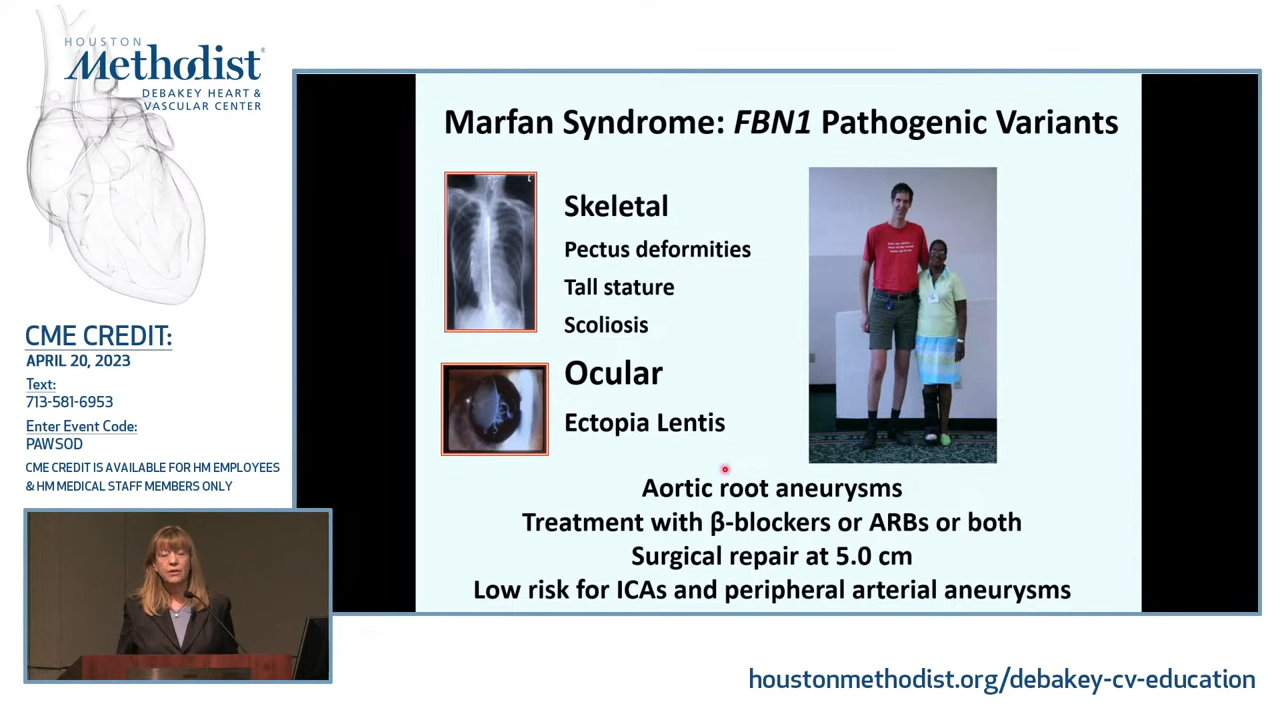 HOUSTON
Methodist®
DEBAKEY HEART &
VASCULAR CENTER
CME CREDIT:
APRIL 20, 2023
Text:
713-581-6953
Enter Event Code:
PAWSOD
CME CREDIT IS AVAILABLE FOR HM EMPLOYEES
& HM MEDICAL STAFF MEMBERS ONLY
Marfan Syndrome: FBN1 Pathogenic Variants
Skeletal
Pectus deformities
Tall stature
Scoliosis
Ocular
Ectopia Lentis
Aortic root aneurysms
Treatment with β-blockers or ARBs or both
Surgical repair at 5.0 cm
Low risk for ICAs and peripheral arterial aneurysms
houstonmethodist.org/debakey-cv-education